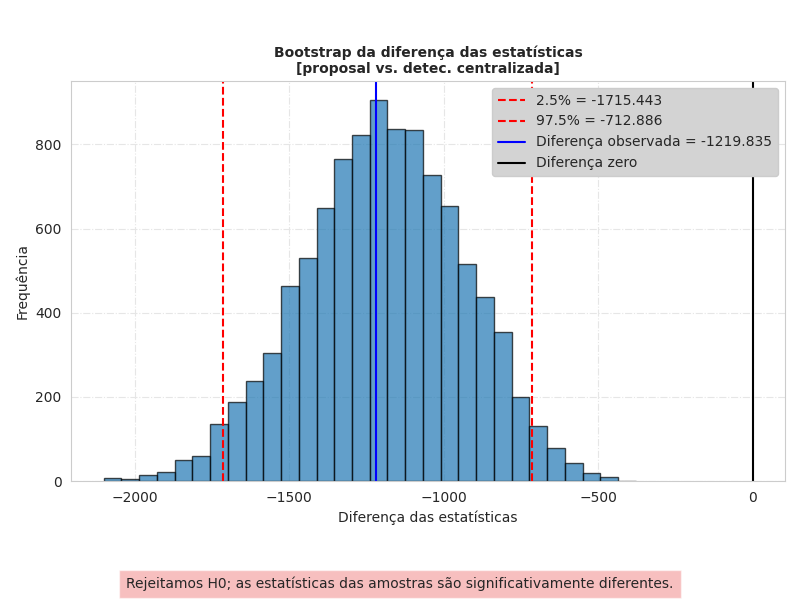 Bootstrap da diferença das estatísticas
[proposal vs. detec. centralizada]
2.5% = -1715.443
97.5% = -712.886
Diferença observada = -1219.835
Diferença zero
Frequência
800
600
400
200
0
−2000
−1500
−1000
−500
0
Diferença das estatísticas
Rejeitamos H0; as estatísticas das amostras são significativamente diferentes.